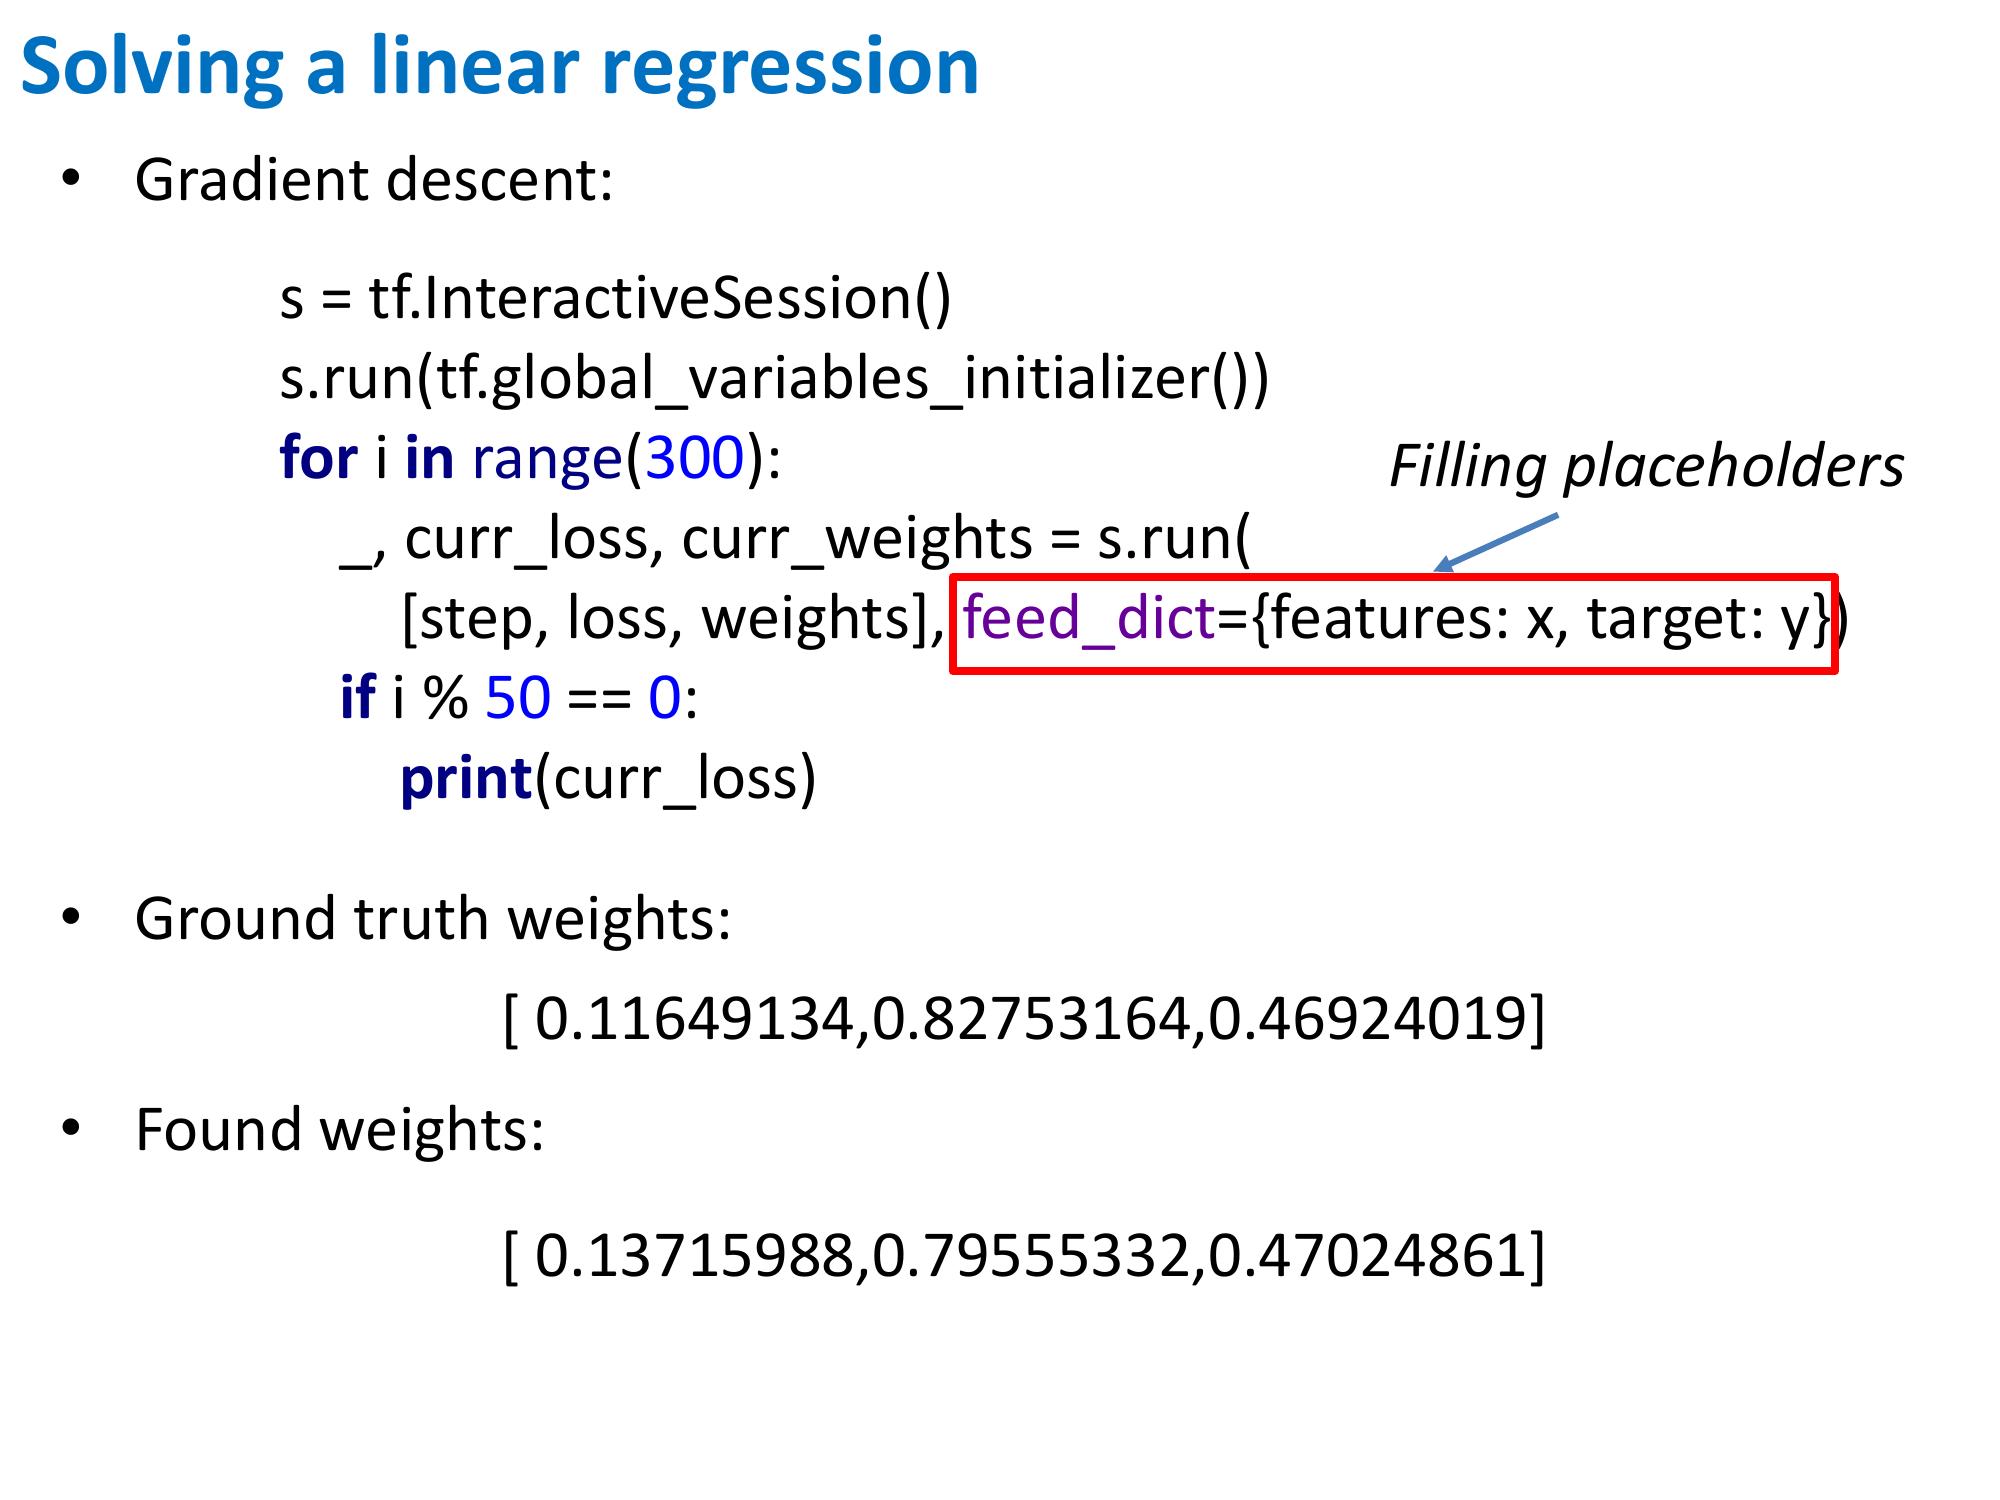 Solving a linear regression
• Gradient descent:
s = tf.InteractiveSession()
s.run(tf.global_variables_initializer())
for i in range(300):
Filling placeholders
_, curr_loss, curr_weights = s.run(
[step, loss, weights], feed_dict={features: x, target: y})
if i % 50 == 0:
print(curr_loss)
• Ground truth weights:
[ 0.11649134,0.82753164,0.46924019]
• Found weights:
[ 0.13715988,0.79555332,0.47024861]